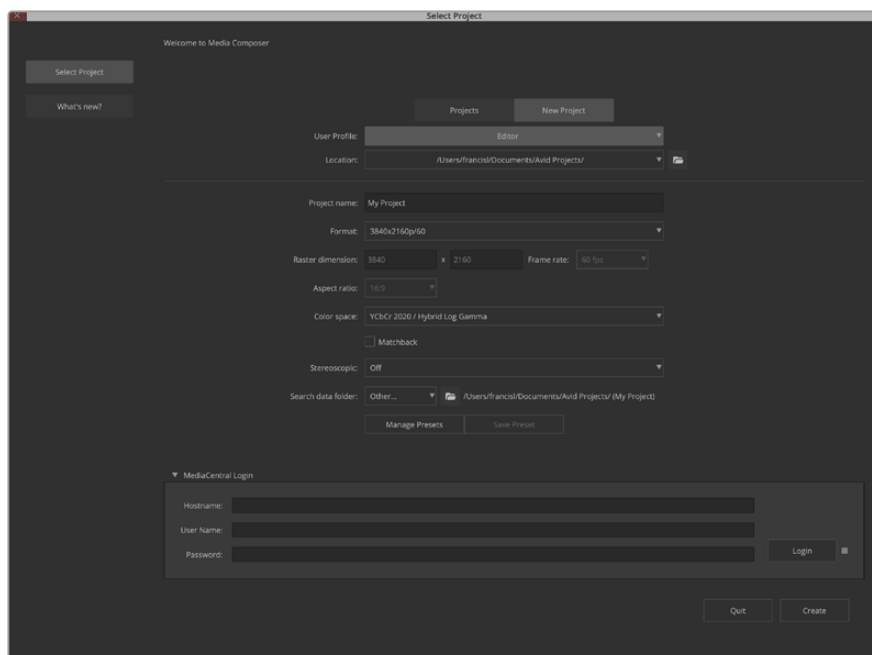 Select Project
Welcome to Media Composer
Select Project
What's new?
Projects New Project
User Profile: Editor
Location: /Users/francisl/Documents/Avid Projects/
Project name: My Project
Format: 3840x2160p/60
Raster dimension: 3840 x 2160 Frame rate: 60 fps
Aspect ratio: 16:9
Color space: YCbCr 2020 / Hybrid Log Gamma
Matchback
Stereoscopic: Off
Search data folder: Other... /Users/francisl/Documents/Avid Projects/ (My Project)
Manage Presets Save Preset
MediaCentral Login
Hostname:
User Name:
Password:
Login
Quit Create